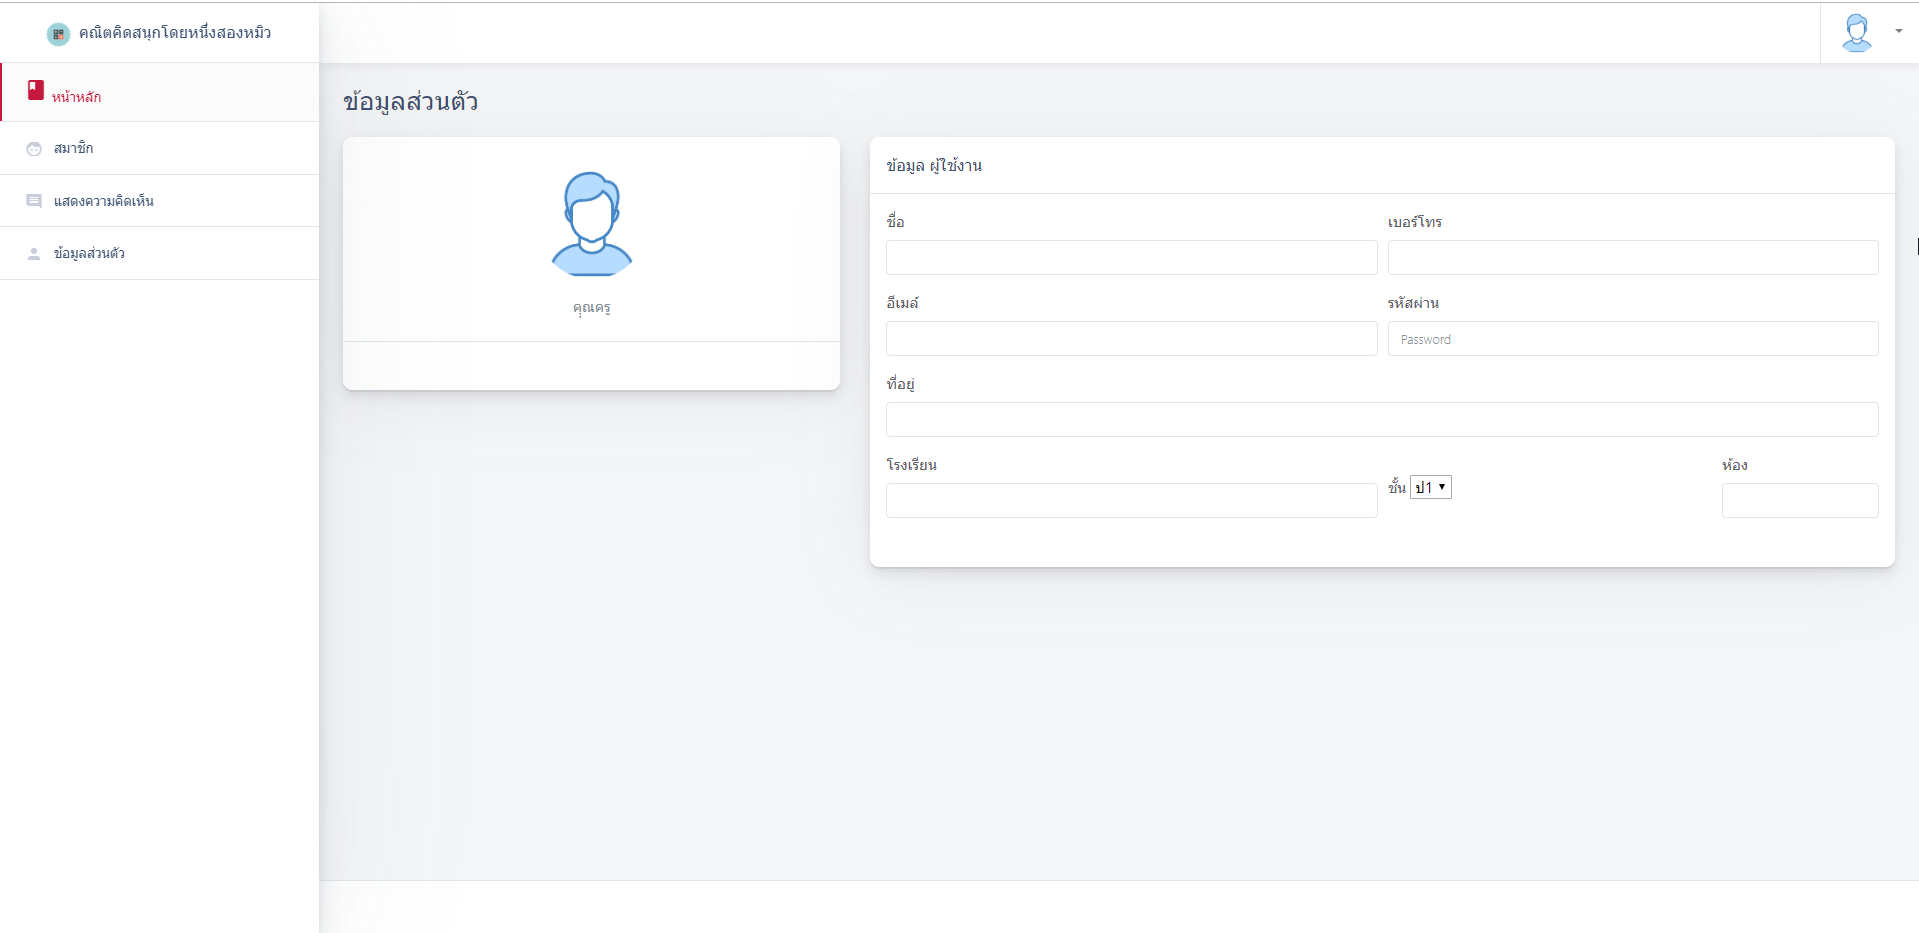 คณิตคิดสนุกโดยหนึ่งสองหมิว
หน้าหลัก
สมาชิก
แสดงความคิดเห็น
ข้อมูลส่วนตัว
ข้อมูลส่วนตัว
คุณครู
ข้อมูล ผู้ใช้งาน
ชื่อ เบอร์โทร
อีเมล์ รหัสผ่าน
Password
ที่อยู่
โรงเรียน ห้อง
ชั้น ป1